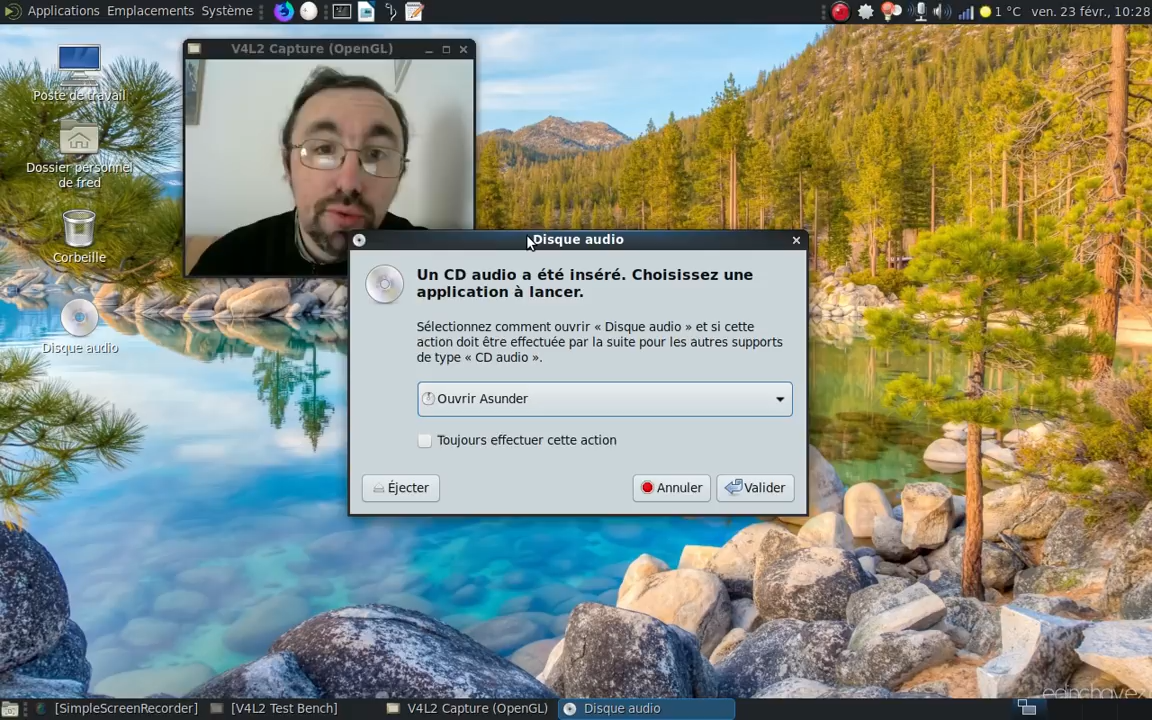 Applications Emplacements Système
1 °C ven. 23 févr., 10:28
V4L2 Capture (OpenGL)
Poste de travail
Dossier personnel
de fred
Corbeille
Disque audio
Disque audio
Un CD audio a été inséré. Choisissez une
application à lancer.
Sélectionnez comment ouvrir « Disque audio » et si cette
action doit être effectuée par la suite pour les autres supports
de type « CD audio ».
Ouvrir Asunder
Toujours effectuer cette action
Éjecter Annuler Valider
[SimpleScreenRecorder] [V4L2 Test Bench] V4L2 Capture (OpenGL) Disque audio